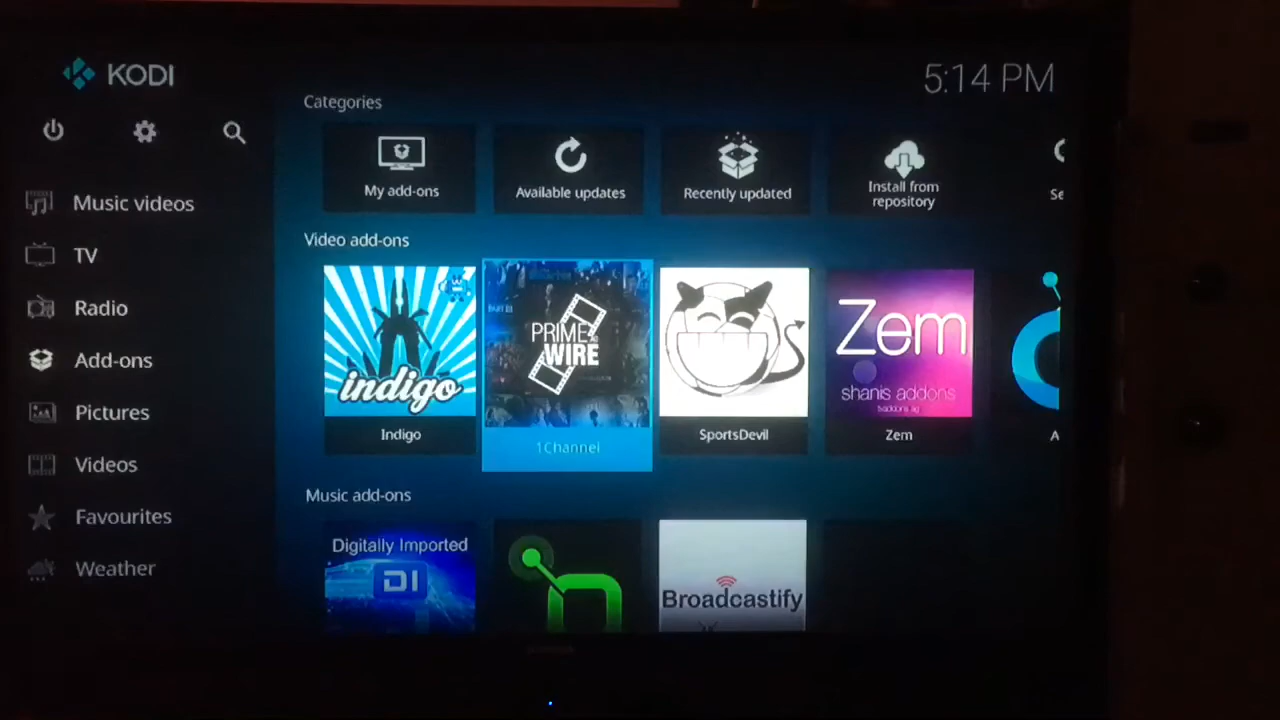 KODI
5:14 PM
Music videos
TV
Radio
Add-ons
Pictures
Videos
Favourites
Weather
Categories
My add-ons
Available updates
Recently updated
Install from
repository
Se
Video add-ons
indigo
Indigo
PRIME
WIRE
1Channel
SportsDevil
Zem
shanis addons
Zem
A
Music add-ons
Digitally Imported
DI
Broadcastify